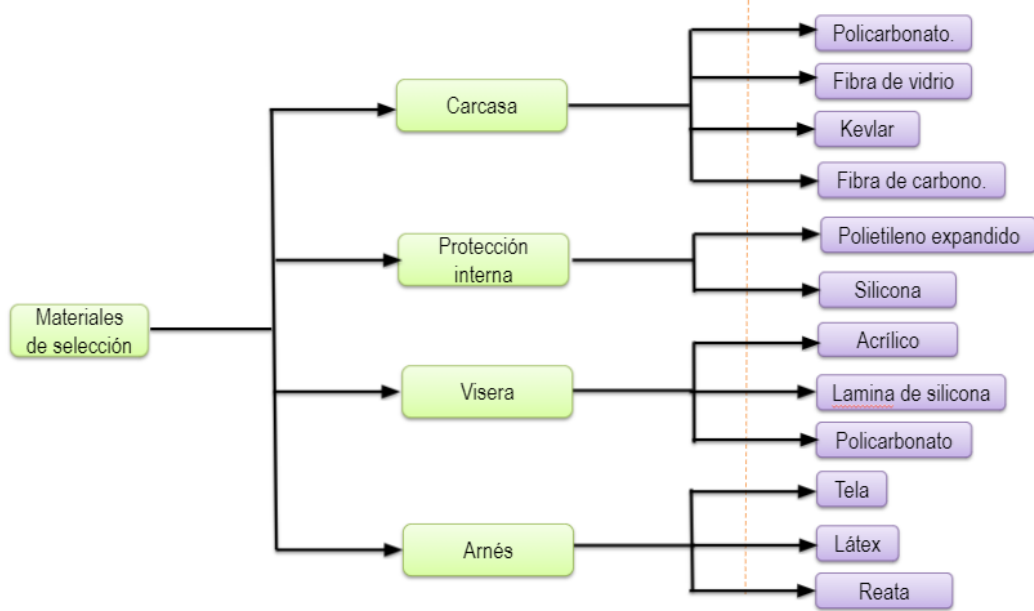 Materiales
de selección
Carcasa
Policarbonato.
Fibra de vidrio
Kevlar
Fibra de carbono.
Protección
interna
Polietileno expandido
Silicona
Visera
Acrílico
Lamina de silicona
Policarbonato
Arnés
Tela
Látex
Reata